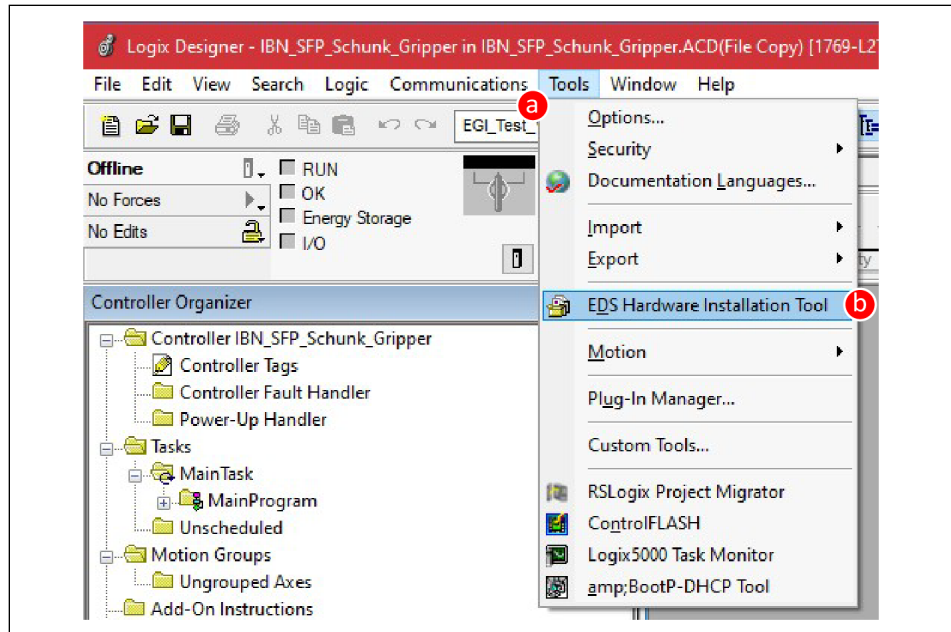 Logix Designer - IBN_SFP_Schunk_Gripper in IBN_SFP_Schunk_Gripper.ACD(File Copy) [1769-L2
File Edit View Search Logic Communications Tools Window Help
a
EGI_Test_
Offline
RUN
No Forces
OK
Energy Storage
No Edits
I/O
Options...
Security
Documentation Languages...
Import
Export
ty
EDS Hardware Installation Tool
b
Motion
Plug-In Manager...
Custom Tools...
RSLogix Project Migrator
ControlFLASH
Logix5000 Task Monitor
amp;BootP-DHCP Tool
Controller Organizer
Controller IBN_SFP_Schunk_Gripper
Controller Tags
Controller Fault Handler
Power-Up Handler
Tasks
MainTask
MainProgram
Unscheduled
Motion Groups
Ungrouped Axes
Add-On Instructions